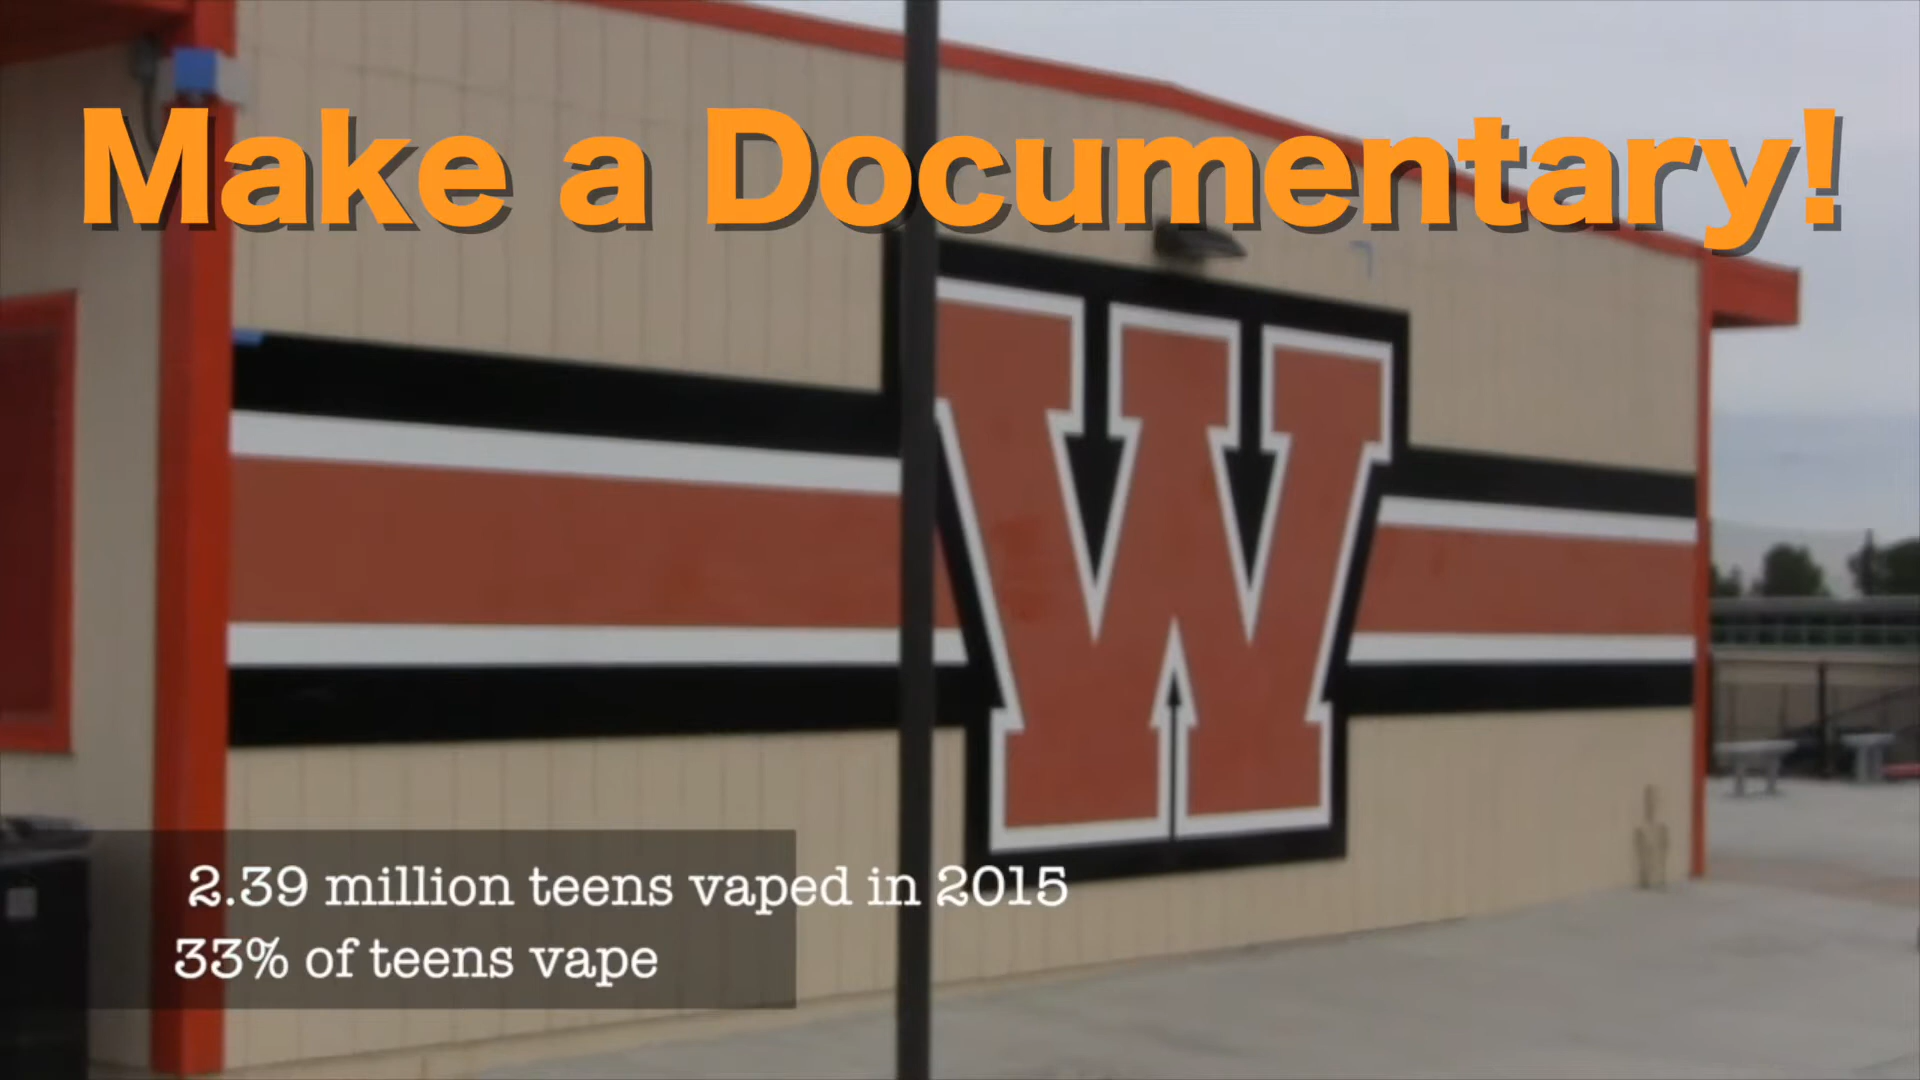 Make a Documentary!
W
2.39 million teens vaped in 2015
33% of teens vape